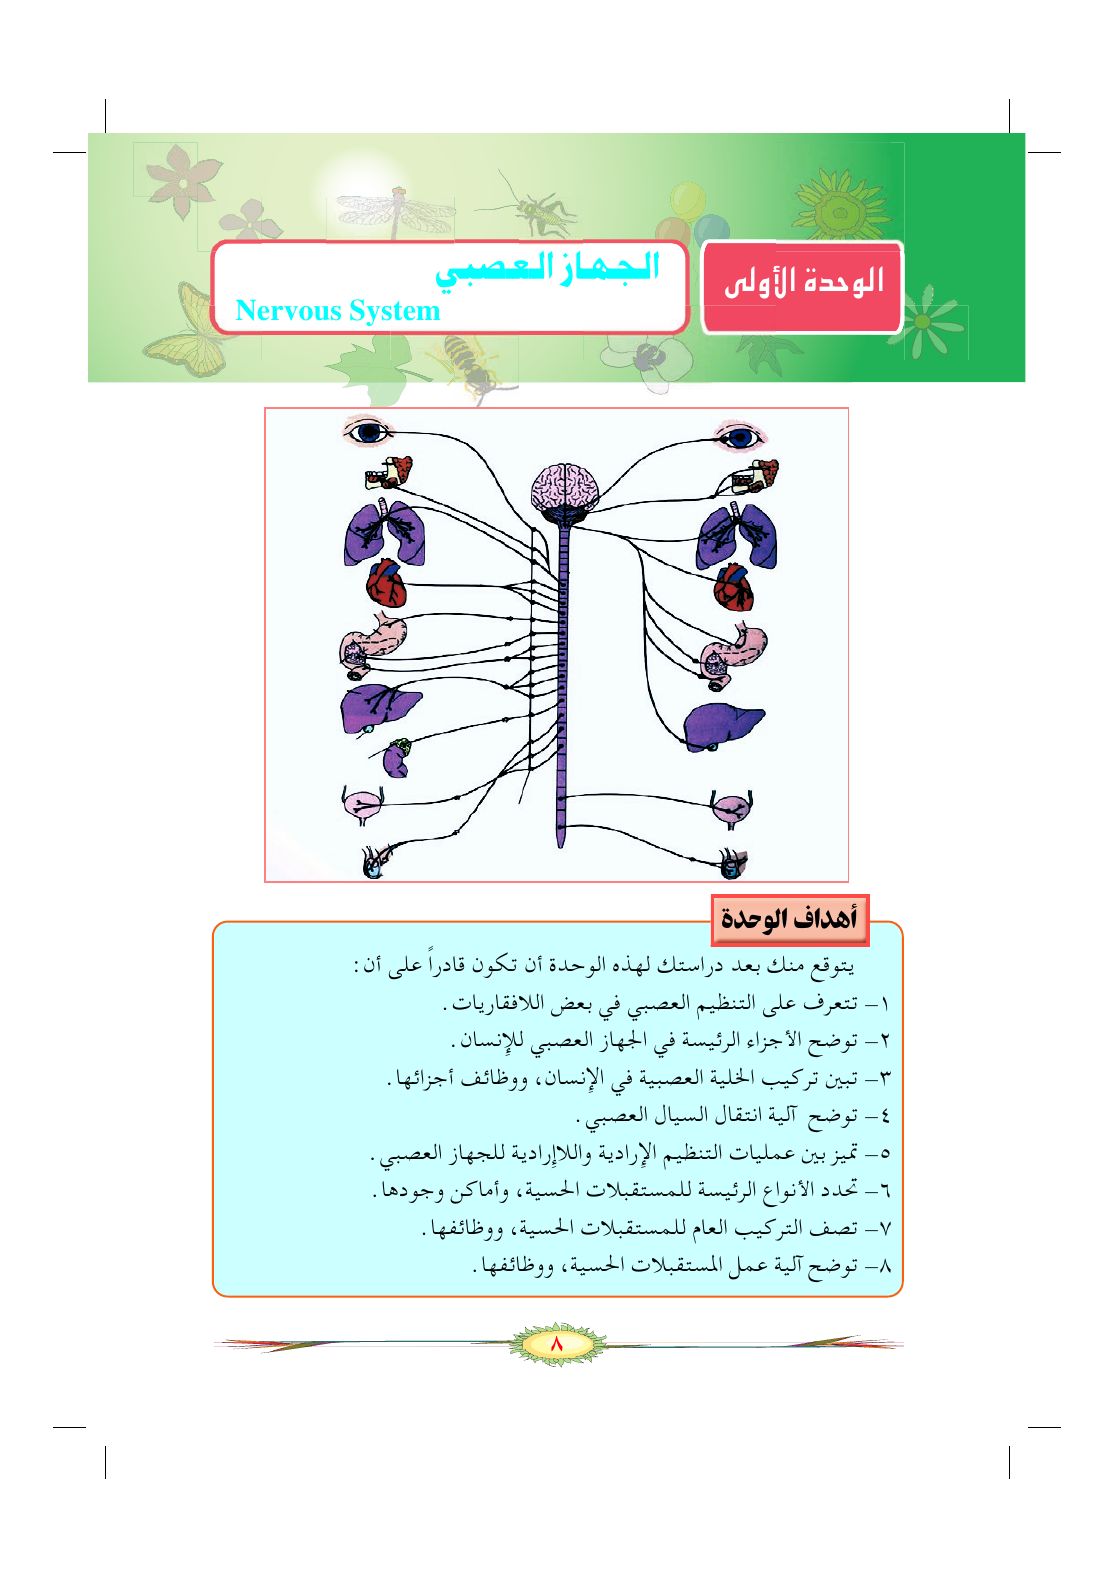 الوحدة الأولى
الجهاز العصبي
Nervous System
أهداف الوحدة
يتوقع منك بعد دراستك لهذه الوحدة أن تكون قادراً على أن :
١– تتعرف على التنظيم العصبي في بعض اللافقاريات .
٢– توضح الأجزاء الرئيسة في الجهاز العصبي للإنسان .
٣– تبين تركيب الخلية العصبية في الإنسان، ووظائف أجزائها .
٤– توضح آلية انتقال السيال العصبي .
٥– تميز بين عمليات التنظيم الإرادية واللاإرادية للجهاز العصبي .
٦– تحدد الأنواع الرئيسة للمستقبلات الحسية، وأماكن وجودها .
٧– تصف التركيب العام للمستقبلات الحسية، ووظائفها .
٨– توضح آلية عمل المستقبلات الحسية، ووظائفها .
٨